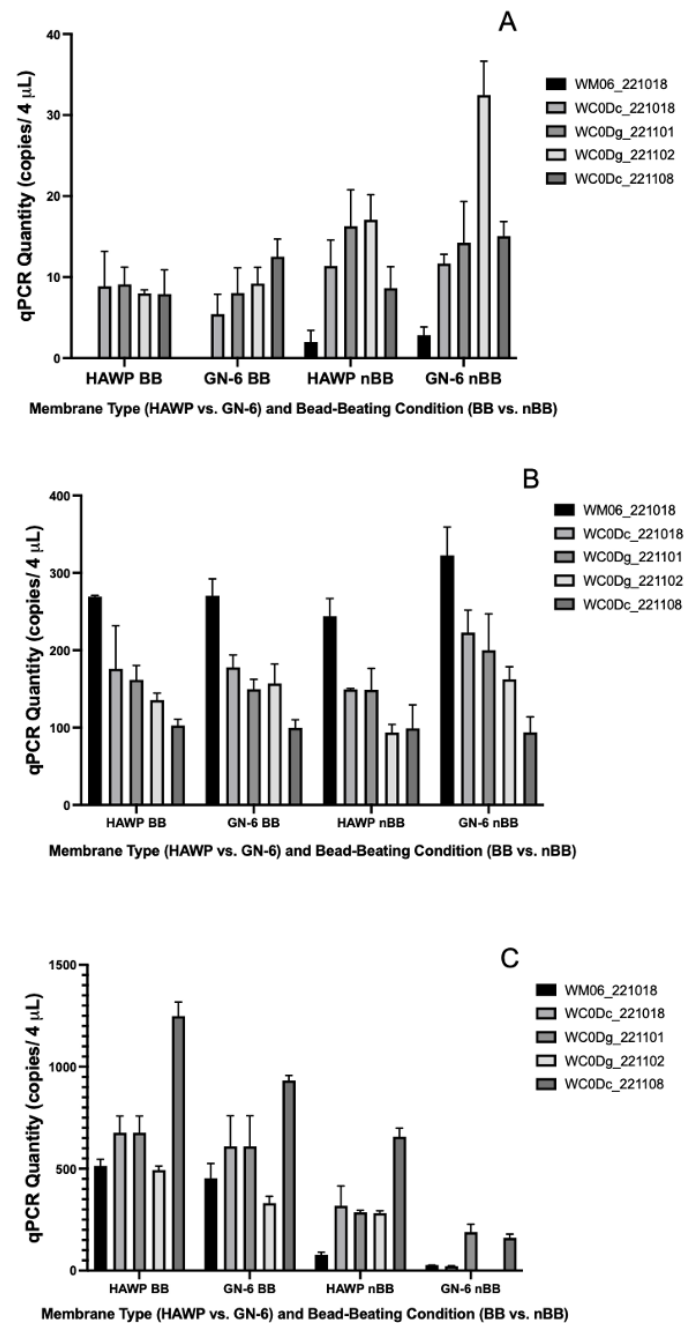 A
qPCR Quantity (copies/ 4 μL)
40
30
20
10
0
HAWP BB
GN-6 BB
HAWP nBB
GN-6 nBB
Membrane Type (HAWP vs. GN-6) and Bead-Beating Condition (BB vs. nBB)
WM06_221018
WC0Dc_221018
WC0Dg_221101
WC0Dg_221102
WC0Dc_221108
B
qPCR Quantity (copies/ 4 μL)
400
300
200
100
0
HAWP BB
GN-6 BB
HAWP nBB
GN-6 nBB
Membrane Type (HAWP vs. GN-6) and Bead-Beating Condition (BB vs. nBB)
WM06_221018
WC0Dc_221018
WC0Dg_221101
WC0Dg_221102
WC0Dc_221108
C
qPCR Quantity (copies/ 4 μL)
1500
1000
500
0
HAWP BB
GN-6 BB
HAWP nBB
GN-6 nBB
Membrane Type (HAWP vs. GN-6) and Bead-Beating Condition (BB vs. nBB)
WM06_221018
WC0Dc_221018
WC0Dg_221101
WC0Dg_221102
WC0Dc_221108